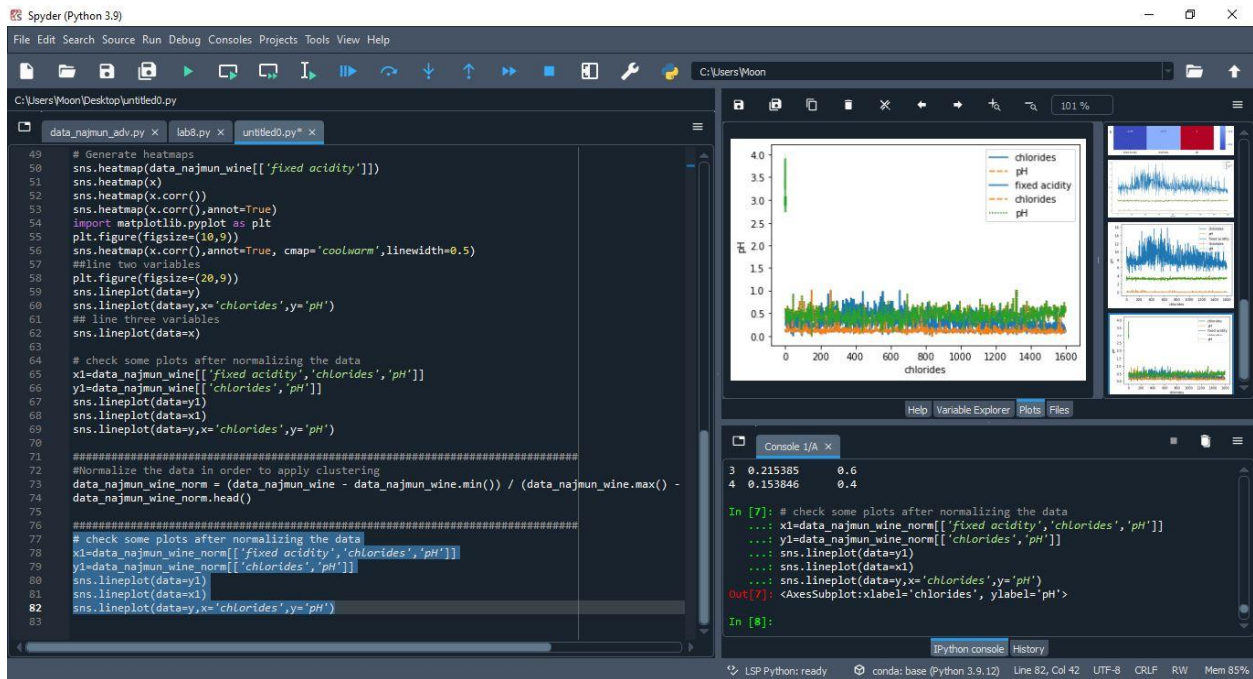 Spyder (Python 3.9)
File Edit Search Source Run Debug Consoles Projects Tools View Help
C:\Users\Moon
C:\Users\Moon\Desktop\untitled0.py
data_najmun_adv.py
lab8.py
untitled0.py*
49 # Generate heatmaps
50 sns.heatmap(data_najmun_wine[['fixed acidity']])
51 sns.heatmap(x)
52 sns.heatmap(x.corr())
53 sns.heatmap(x.corr(),annot=True)
54 import matplotlib.pyplot as plt
55 plt.figure(figsize=(10,9))
56 sns.heatmap(x.corr(),annot=True, cmap='coolwarm',linewidth=0.5)
57 ##line two variables
58 plt.figure(figsize=(20,9))
59 sns.lineplot(data=y)
60 sns.lineplot(data=y,x='chlorides',y='pH')
61 ## line three variables
62 sns.lineplot(data=x)
63
64 # check some plots after normalizing the data
65 x1=data_najmun_wine[['fixed acidity','chlorides','pH']]
66 y1=data_najmun_wine[['chlorides','pH']]
67 sns.lineplot(data=y1)
68 sns.lineplot(data=x1)
69 sns.lineplot(data=y,x='chlorides',y='pH')
70
71 ################################################################################
72 #Normalize the data in order to apply clustering
73 data_najmun_wine_norm = (data_najmun_wine - data_najmun_wine.min()) / (data_najmun_wine.max() -
74 data_najmun_wine_norm.head()
75
76 ################################################################################
77 # check some plots after normalizing the data
78 x1=data_najmun_wine_norm[['fixed acidity','chlorides','pH']]
79 y1=data_najmun_wine_norm[['chlorides','pH']]
80 sns.lineplot(data=y1)
81 sns.lineplot(data=x1)
82 sns.lineplot(data=y,x='chlorides',y='pH')
83
101 %
4.0
3.5
3.0
2.5
2.0
1.5
1.0
0.5
0.0
pH
chlorides
pH
fixed acidity
chlorides
pH
0 200 400 600 800 1000 1200 1400 1600
chlorides
Help Variable Explorer Plots Files
Console 1/A
3 0.215385 0.6
4 0.153846 0.4
In [7]: # check some plots after normalizing the data
...: x1=data_najmun_wine_norm[['fixed acidity','chlorides','pH']]
...: y1=data_najmun_wine_norm[['chlorides','pH']]
...: sns.lineplot(data=y1)
...: sns.lineplot(data=x1)
...: sns.lineplot(data=y,x='chlorides',y='pH')
Out[7]: <AxesSubplot:xlabel='chlorides', ylabel='pH'>
In [8]:
IPython console History
LSP Python: ready conda: base (Python 3.9.12) Line 82, Col 42 UTF-8 CRLF RW Mem 85%